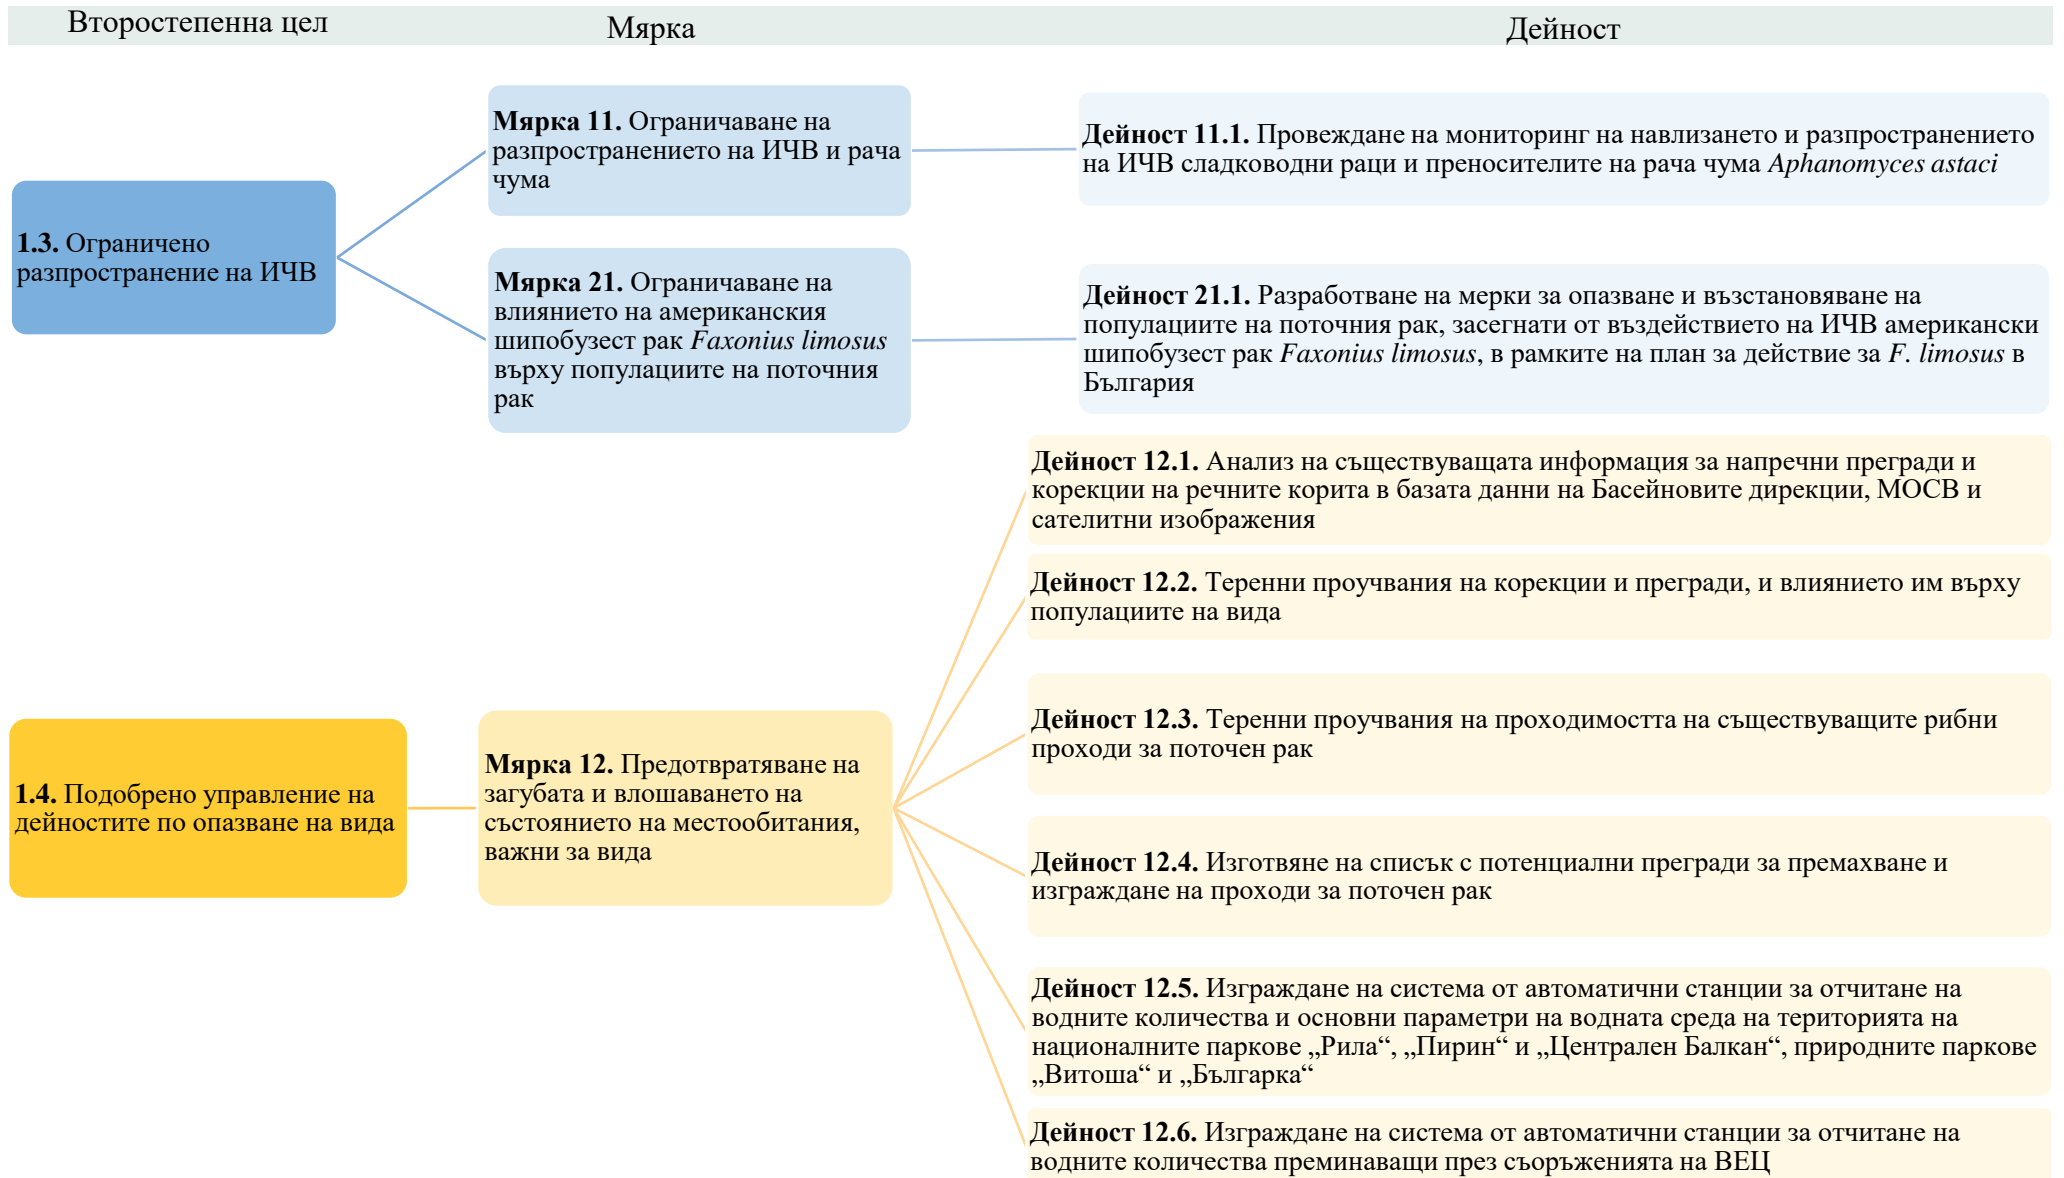 Второстепенна цел
Мярка
Дейност
1.3. Ограничено
разпространение на ИЧВ
Мярка 11. Ограничаване на
разпространението на ИЧВ и рача
чума
Дейност 11.1. Провеждане на мониторинг на навлизането и разпространението
на ИЧВ сладководни раци и преносителите на рача чума Aphanomyces astaci
Мярка 21. Ограничаване на
влиянието на американския
шипобузест рак Faxonius limosus
върху популациите на поточния
рак
Дейност 21.1. Разработване на мерки за опазване и възстановяване на
популациите на поточния рак, засегнати от въздействието на ИЧВ американски
шипобузест рак Faxonius limosus, в рамките на план за действие за F. limosus в
България
1.4. Подобрено управление на
дейностите по опазване на вида
Мярка 12. Предотвратяване на
загубата и влошаването на
състоянието на местообитания,
важни за вида
Дейност 12.1. Анализ на съществуващата информация за напречни прегради и
корекции на речните корита в базата данни на Басейновите дирекции, МОСВ и
сателитни изображения
Дейност 12.2. Теренни проучвания на корекции и прегради, и влиянието им върху
популациите на вида
Дейност 12.3. Теренни проучвания на проходимостта на съществуващите рибни
проходи за поточен рак
Дейност 12.4. Изготвяне на списък с потенциални прегради за премахване и
изграждане на проходи за поточен рак
Дейност 12.5. Изграждане на система от автоматични станции за отчитане на
водните количества и основни параметри на водната среда на територията на
националните паркове „Рила“, „Пирин“ и „Централен Балкан“, природните паркове
„Витоша“ и „Българка“
Дейност 12.6. Изграждане на система от автоматични станции за отчитане на
водните количества преминаващи през съоръженията на ВЕЦ